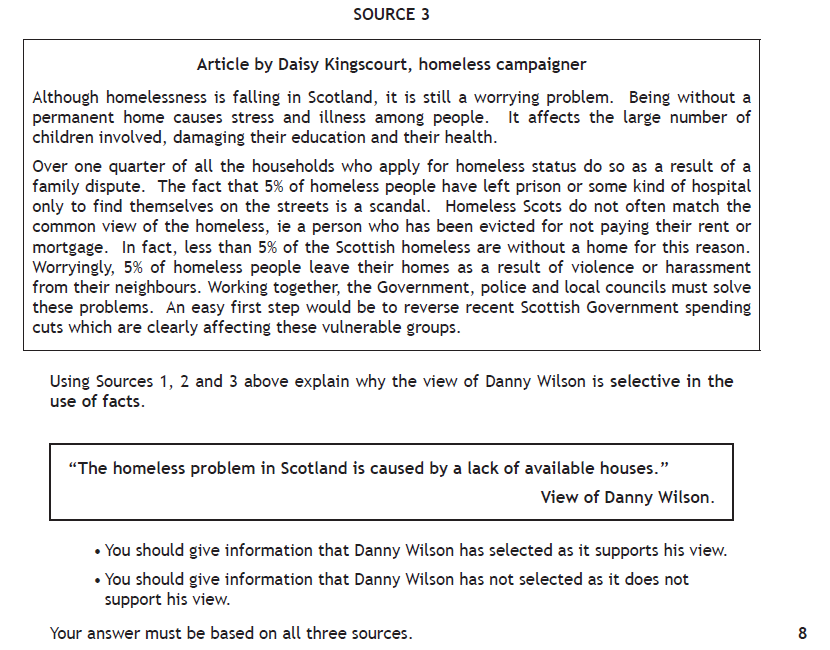 SOURCE 3
Article by Daisy Kingscourt, homeless campaigner
Although homelessness is falling in Scotland, it is still a worrying problem. Being without a
permanent home causes stress and illness among people. It affects the large number of
children involved, damaging their education and their health.
Over one quarter of all the households who apply for homeless status do so as a result of a
family dispute. The fact that 5% of homeless people have left prison or some kind of hospital
only to find themselves on the streets is a scandal. Homeless Scots do not often match the
common view of the homeless, ie a person who has been evicted for not paying their rent or
mortgage. In fact, less than 5% of the Scottish homeless are without a home for this reason.
Worryingly, 5% of homeless people leave their homes as a result of violence or harassment
from their neighbours. Working together, the Government, police and local councils must solve
these problems. An easy first step would be to reverse recent Scottish Government spending
cuts which are clearly affecting these vulnerable groups.
Using Sources 1, 2 and 3 above explain why the view of Danny Wilson is selective in the
use of facts.
“The homeless problem in Scotland is caused by a lack of available houses.”
View of Danny Wilson.
• You should give information that Danny Wilson has selected as it supports his view.
• You should give information that Danny Wilson has not selected as it does not
support his view.
Your answer must be based on all three sources. 8